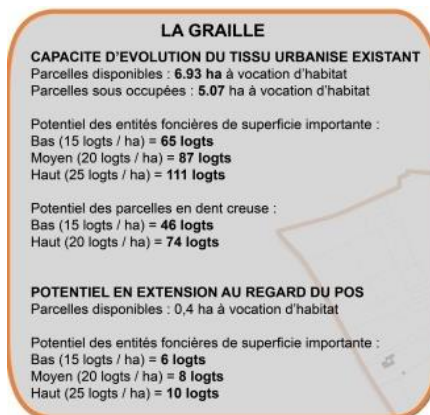 LA GRAILLE
CAPACITE D'EVOLUTION DU TISSU URBANISE EXISTANT
Parcelles disponibles : 6.93 ha à vocation d'habitat
Parcelles sous occupées : 5.07 ha à vocation d'habitat
Potentiel des entités foncières de superficie importante :
Bas (15 logts / ha) = 65 logts
Moyen (20 logts / ha) = 87 logts
Haut (25 logts / ha) = 111 logts
Potentiel des parcelles en dent creuse :
Bas (15 logts / ha) = 46 logts
Haut (20 logts / ha) = 74 logts
POTENTIEL EN EXTENSION AU REGARD DU POS
Parcelles disponibles : 0,4 ha à vocation d'habitat
Potentiel des entités foncières de superficie importante :
Bas (15 logts / ha) = 6 logts
Moyen (20 logts / ha) = 8 logts
Haut (25 logts / ha) = 10 logts